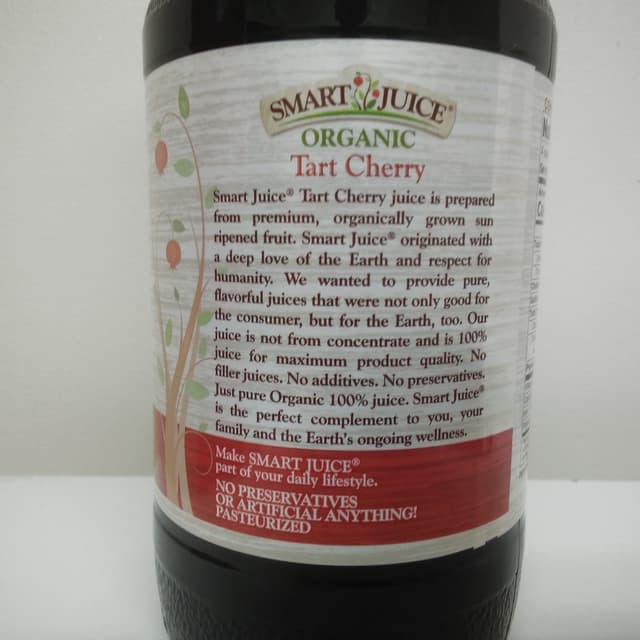 SMART JUICE®
ORGANIC
Tart Cherry
Smart Juice® Tart Cherry juice is prepared
from premium, organically grown sun
ripened fruit. Smart Juice® originated with
a deep love of the Earth and respect for
humanity. We wanted to provide pure,
flavorful juices that were not only good for
the consumer, but for the Earth, too. Our
juice is not from concentrate and is 100%
juice for maximum product quality. No
filler juices. No additives. No preservatives.
Just pure Organic 100% juice. Smart Juice®
is the perfect complement to you, your
family and the Earth's ongoing wellness.
Make SMART JUICE®
part of your daily lifestyle.
NO PRESERVATIVES
OR ARTIFICIAL ANYTHING!
PASTEURIZED